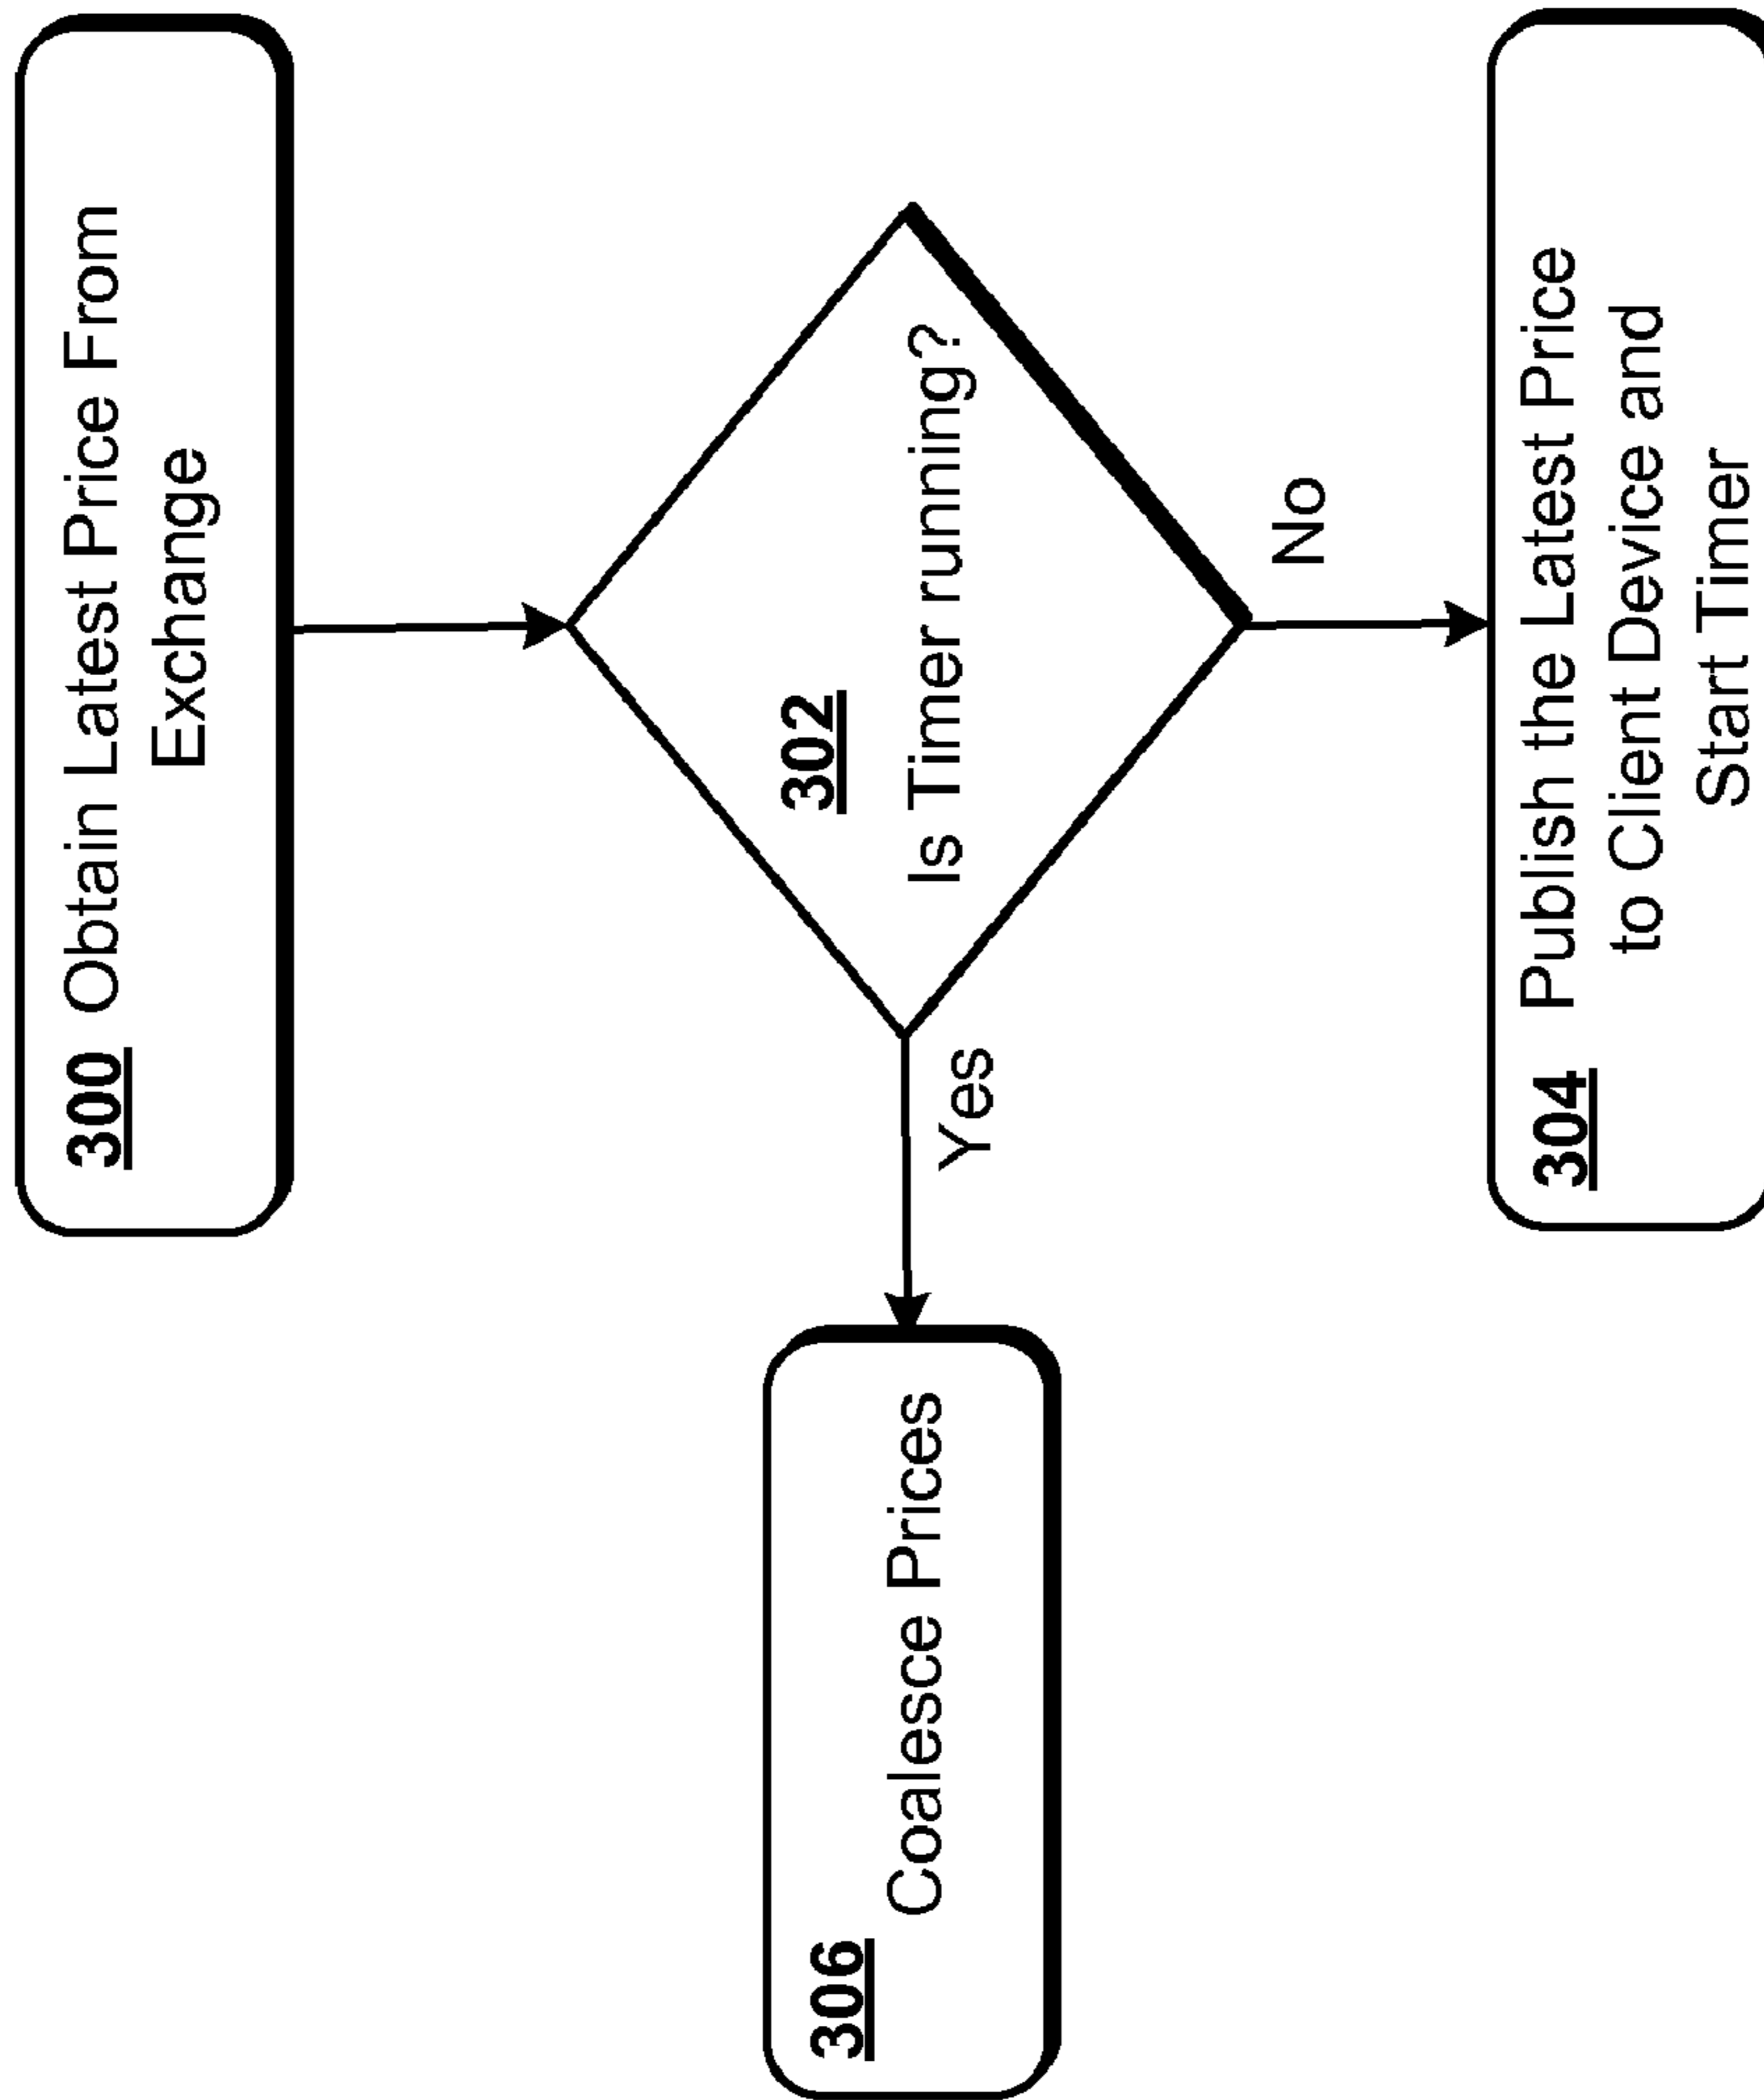 300 Obtain Latest Price From
Exchange
302
Is Timer running?
Yes
No
306
Coalesce Prices
304 Publish the Latest Price
to Client Device and
Start Timer